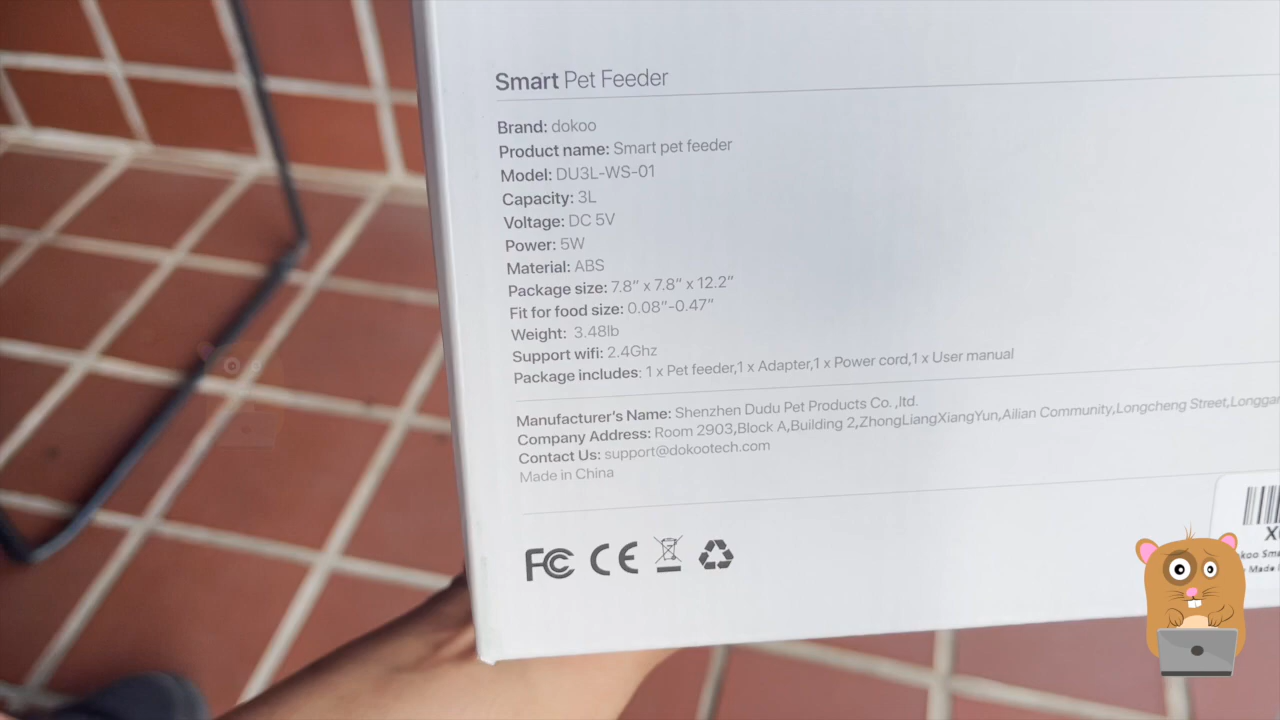 Smart Pet Feeder
Brand: dokoo
Product name: Smart pet feeder
Model: DU3L-WS-01
Capacity: 3L
Voltage: DC 5V
Power: 5W
Material: ABS
Package size: 7.8” x 7.8” x 12.2”
Fit for food size: 0.08”-0.47”
Weight: 3.48lb
Support wifi: 2.4Ghz
Package includes: 1 x Pet feeder,1 x Adapter,1 x Power cord,1 x User manual
Manufacturer’s Name: Shenzhen Dudu Pet Products Co. ,ltd.
Company Address: Room 2903,Block A,Building 2,ZhongLiangXiangYun,Ailian Community,Longcheng Street,
Contact Us: support@dokootech.com
Made in China
FC CE
Made